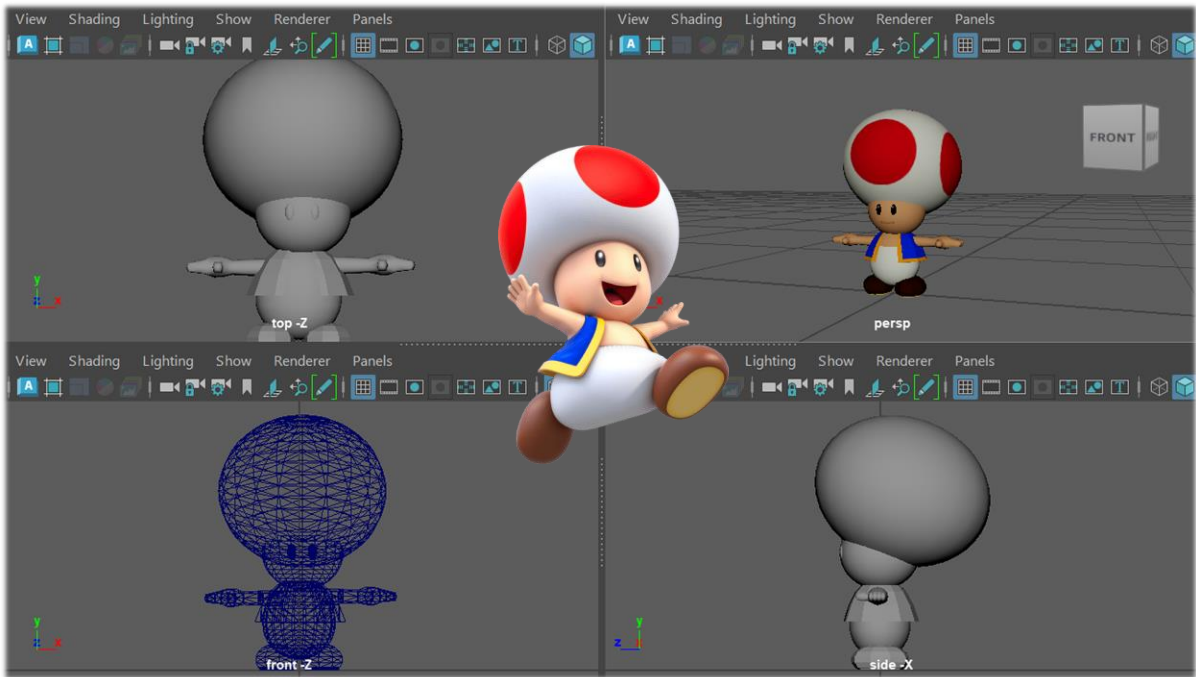 View Shading Lighting Show Renderer Panels
View Shading Lighting Show Renderer Panels
A T
A T
FRONT
y
x
x
top -Z
persp
View Shading Lighting Show Renderer Panels
Lighting Show Renderer Panels
A T
y
x
front -Z
y
z
side -X